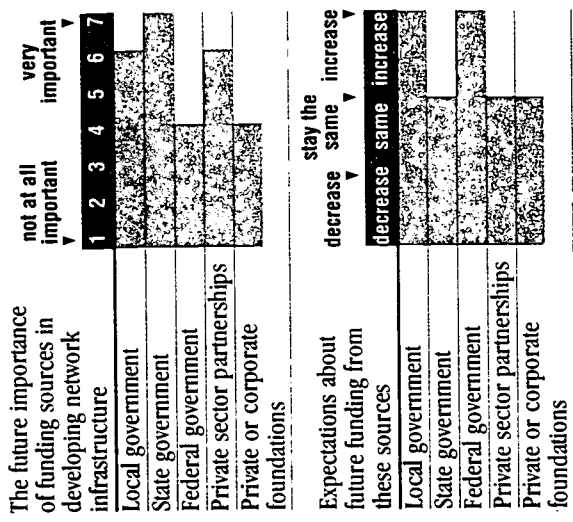 The future importance
of funding sources in
developing network
infrastructure
not at all
important
very
important
1 2 3 4 5 6 7
Local government
State government
Federal government
Private sector partnerships
Private or corporate
foundations
Expectations about
future funding from
these sources
decrease
stay the
same
increase
decrease same increase
Local government
State government
Federal government
Private sector partnerships
Private or corporate
foundations